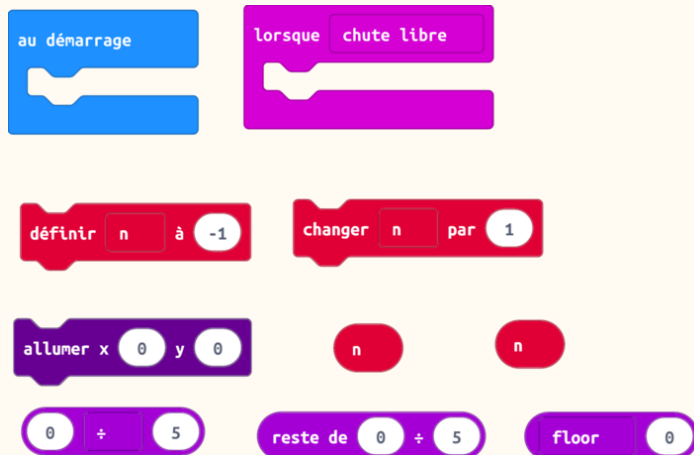 au démarrage
lorsque chute libre
définir n à -1
changer n par 1
allumer x 0 y 0
n
n
0 ÷ 5
reste de 0 ÷ 5
floor 0